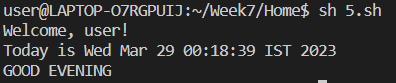 user@LAPTOP-O7RGPUIJ:~/Week7/Home$ sh 5.sh
Welcome, user!
Today is Wed Mar 29 00:18:39 IST 2023
GOOD EVENING